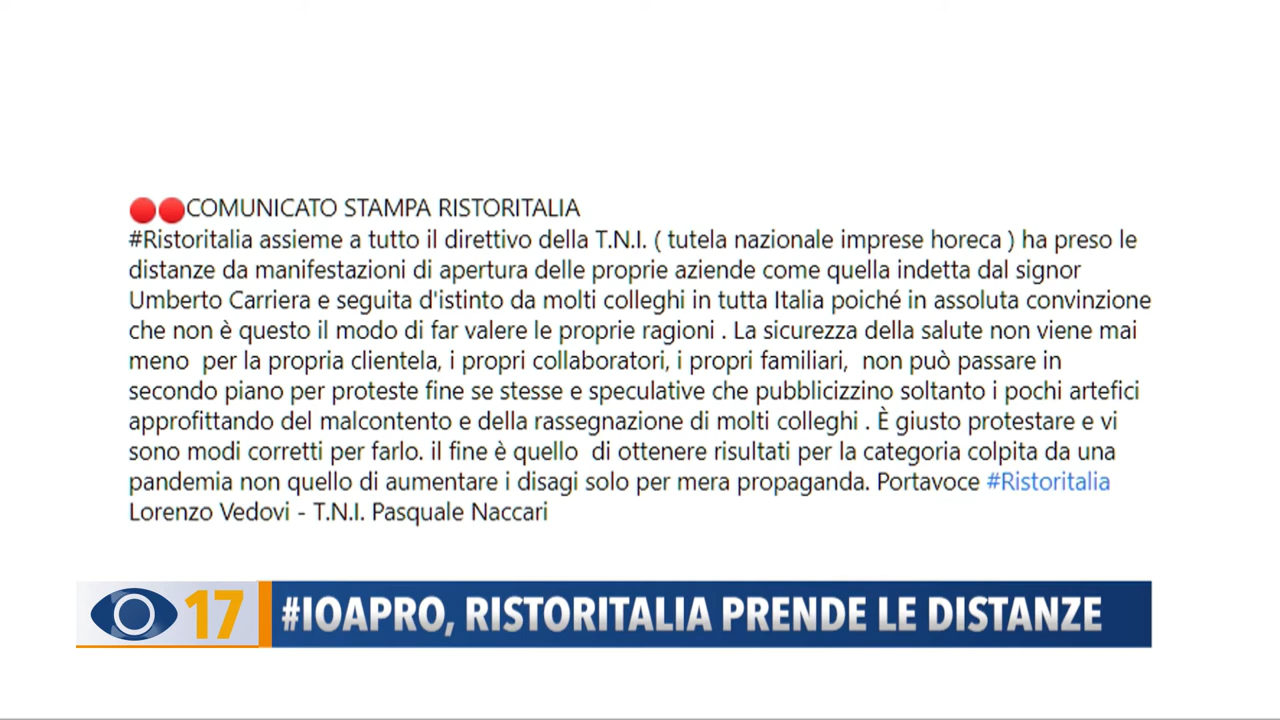 🔴🔴COMUNICATO STAMPA RISTORITALIA
#Ristoritalia assieme a tutto il direttivo della T.N.I. ( tutela nazionale imprese horeca ) ha preso le
distanze da manifestazioni di apertura delle proprie aziende come quella indetta dal signor
Umberto Carriera e seguita d'istinto da molti colleghi in tutta Italia poiché in assoluta convinzione
che non è questo il modo di far valere le proprie ragioni . La sicurezza della salute non viene mai
meno  per la propria clientela, i propri collaboratori, i propri familiari,  non può passare in
secondo piano per proteste fine se stesse e speculative che pubblicizzino soltanto i pochi artefici
approfittando del malcontento e della rassegnazione di molti colleghi . È giusto protestare e vi
sono modi corretti per farlo. il fine è quello  di ottenere risultati per la categoria colpita da una
pandemia non quello di aumentare i disagi solo per mera propaganda. Portavoce #Ristoritalia
Lorenzo Vedovi - T.N.I. Pasquale Naccari
17 #IOAPRO, RISTORITALIA PRENDE LE DISTANZE